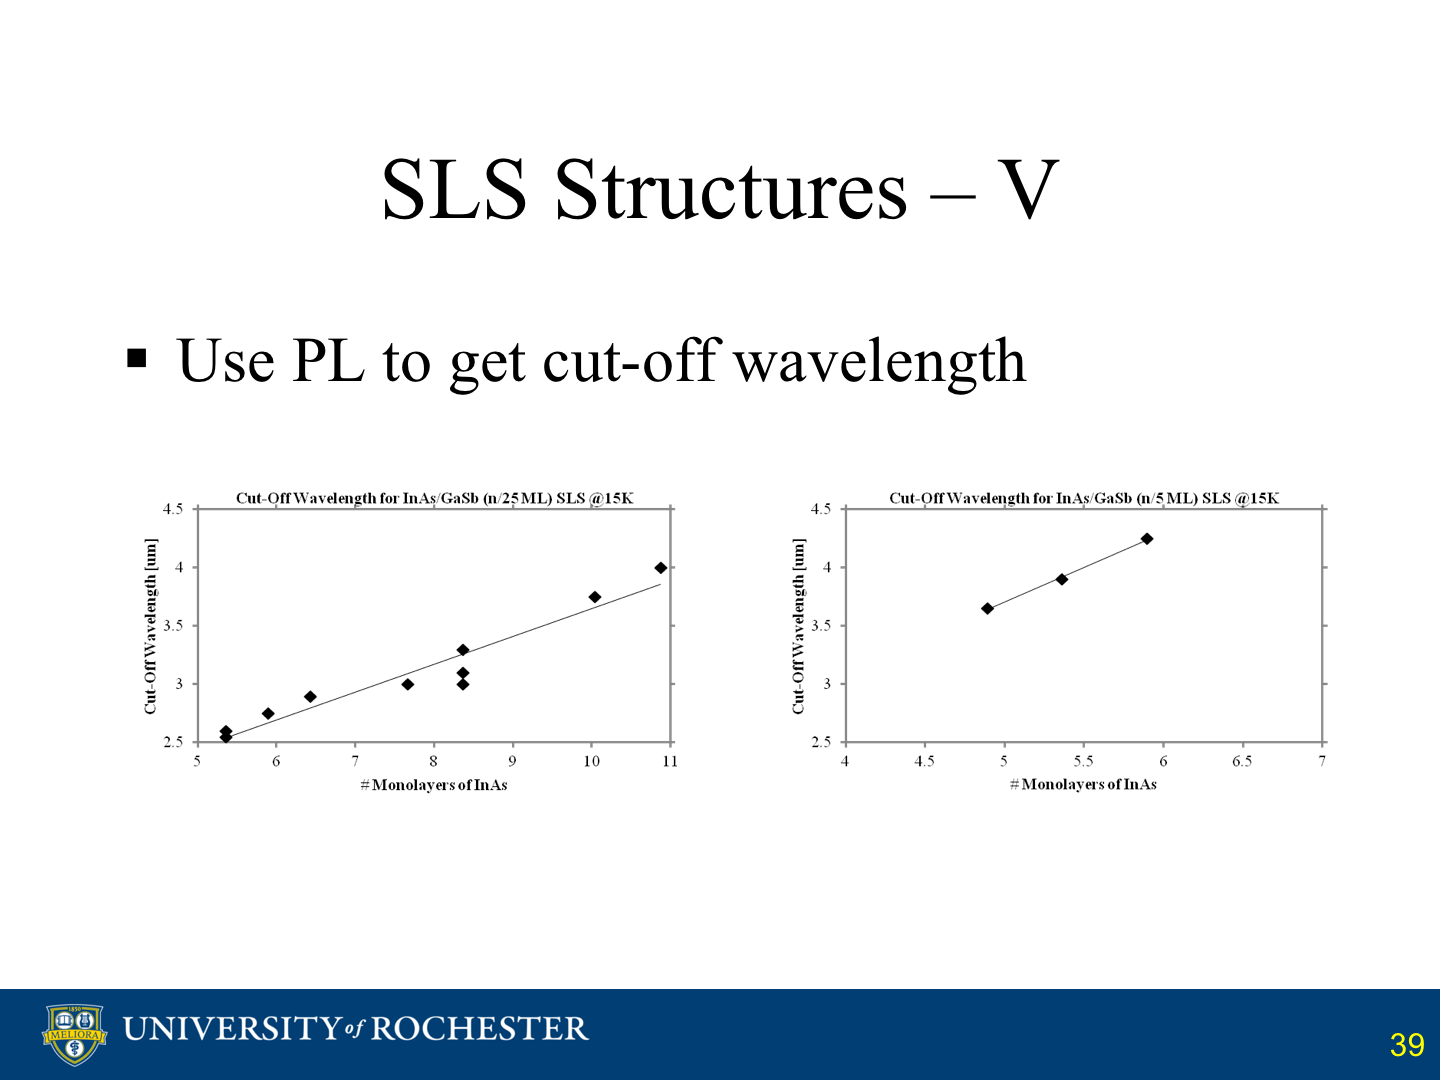 SLS Structures – V
▪ Use PL to get cut-off wavelength
Cut-Off Wavelength for InAs/GaSb (n/25 ML) SLS @15K
Cut-Off Wavelength [um]
4.5
4
3.5
3
2.5
5 6 7 8 9 10 11
# Monolayers of InAs
Cut-Off Wavelength for InAs/GaSb (n/5 ML) SLS @15K
Cut-Off Wavelength [um]
4.5
4
3.5
3
2.5
4 4.5 5 5.5 6 6.5 7
# Monolayers of InAs
1850
MELIORA
UNIVERSITY of ROCHESTER
39